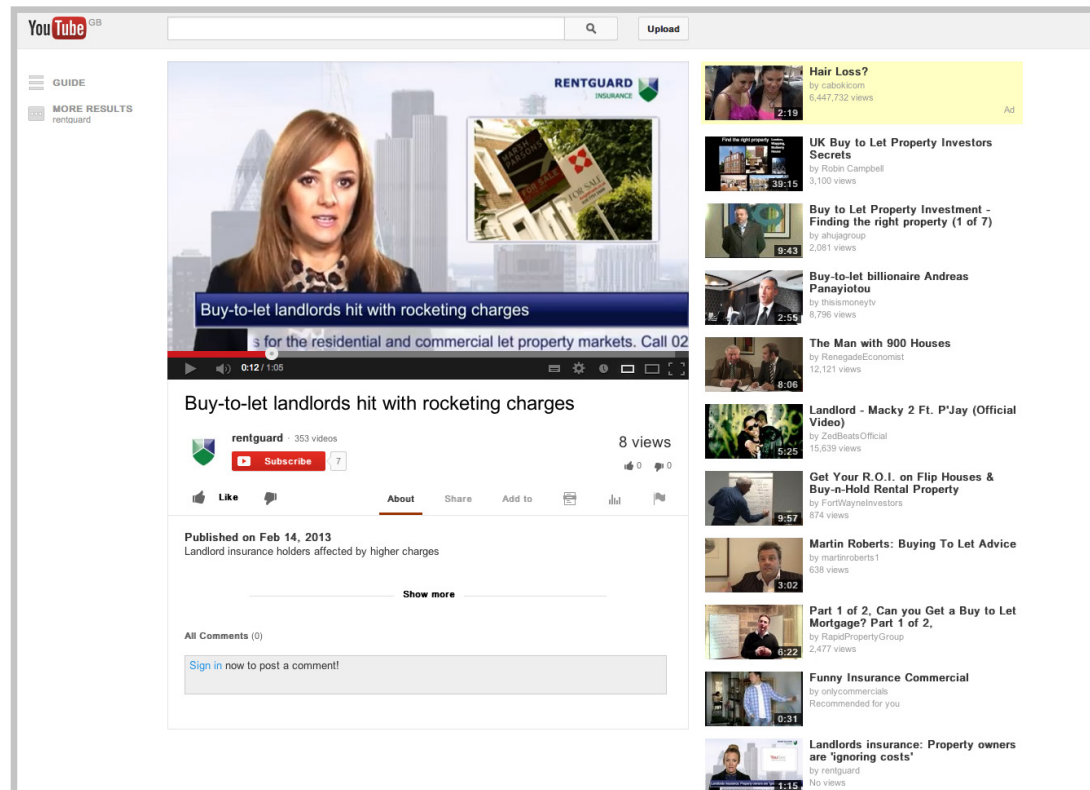 YouTube GB
Upload
GUIDE
MORE RESULTS
rentguard
RENTGUARD
INSURANCE
MARSH
PARSONS
FOR SALE
FOR SALE
Buy-to-let landlords hit with rocketing charges
s for the residential and commercial let property markets. Call 02
0:12 / 1:05
Buy-to-let landlords hit with rocketing charges
rentguard · 353 videos
Subscribe 7
8 views
0 0
Like
About Share Add to
Published on Feb 14, 2013
Landlord insurance holders affected by higher charges
Show more
All Comments (0)
Sign in now to post a comment!
2:19
Hair Loss?
by cabokicom
6,447,732 views
Ad
Find the right property
39:15
UK Buy to Let Property Investors
Secrets
by Robin Campbell
3,100 views
9:43
Buy to Let Property Investment -
Finding the right property (1 of 7)
by ahujagroup
2,081 views
2:55
Buy-to-let billionaire Andreas
Panayiotou
by thisismoneytv
8,796 views
8:06
The Man with 900 Houses
by RenegadeEconomist
12,121 views
5:25
Landlord - Macky 2 Ft. P'Jay (Official
Video)
by ZedBeatsOfficial
15,639 views
9:57
Get Your R.O.I. on Flip Houses &
Buy-n-Hold Rental Property
by FortWayneInvestors
874 views
3:02
Martin Roberts: Buying To Let Advice
by martinroberts1
638 views
6:22
Part 1 of 2, Can you Get a Buy to Let
Mortgage? Part 1 of 2,
by RapidPropertyGroup
2,477 views
0:31
Funny Insurance Commercial
by onlycommercials
Recommended for you
1:15
Landlords insurance: Property owners
are 'ignoring costs'
by rentguard
No views